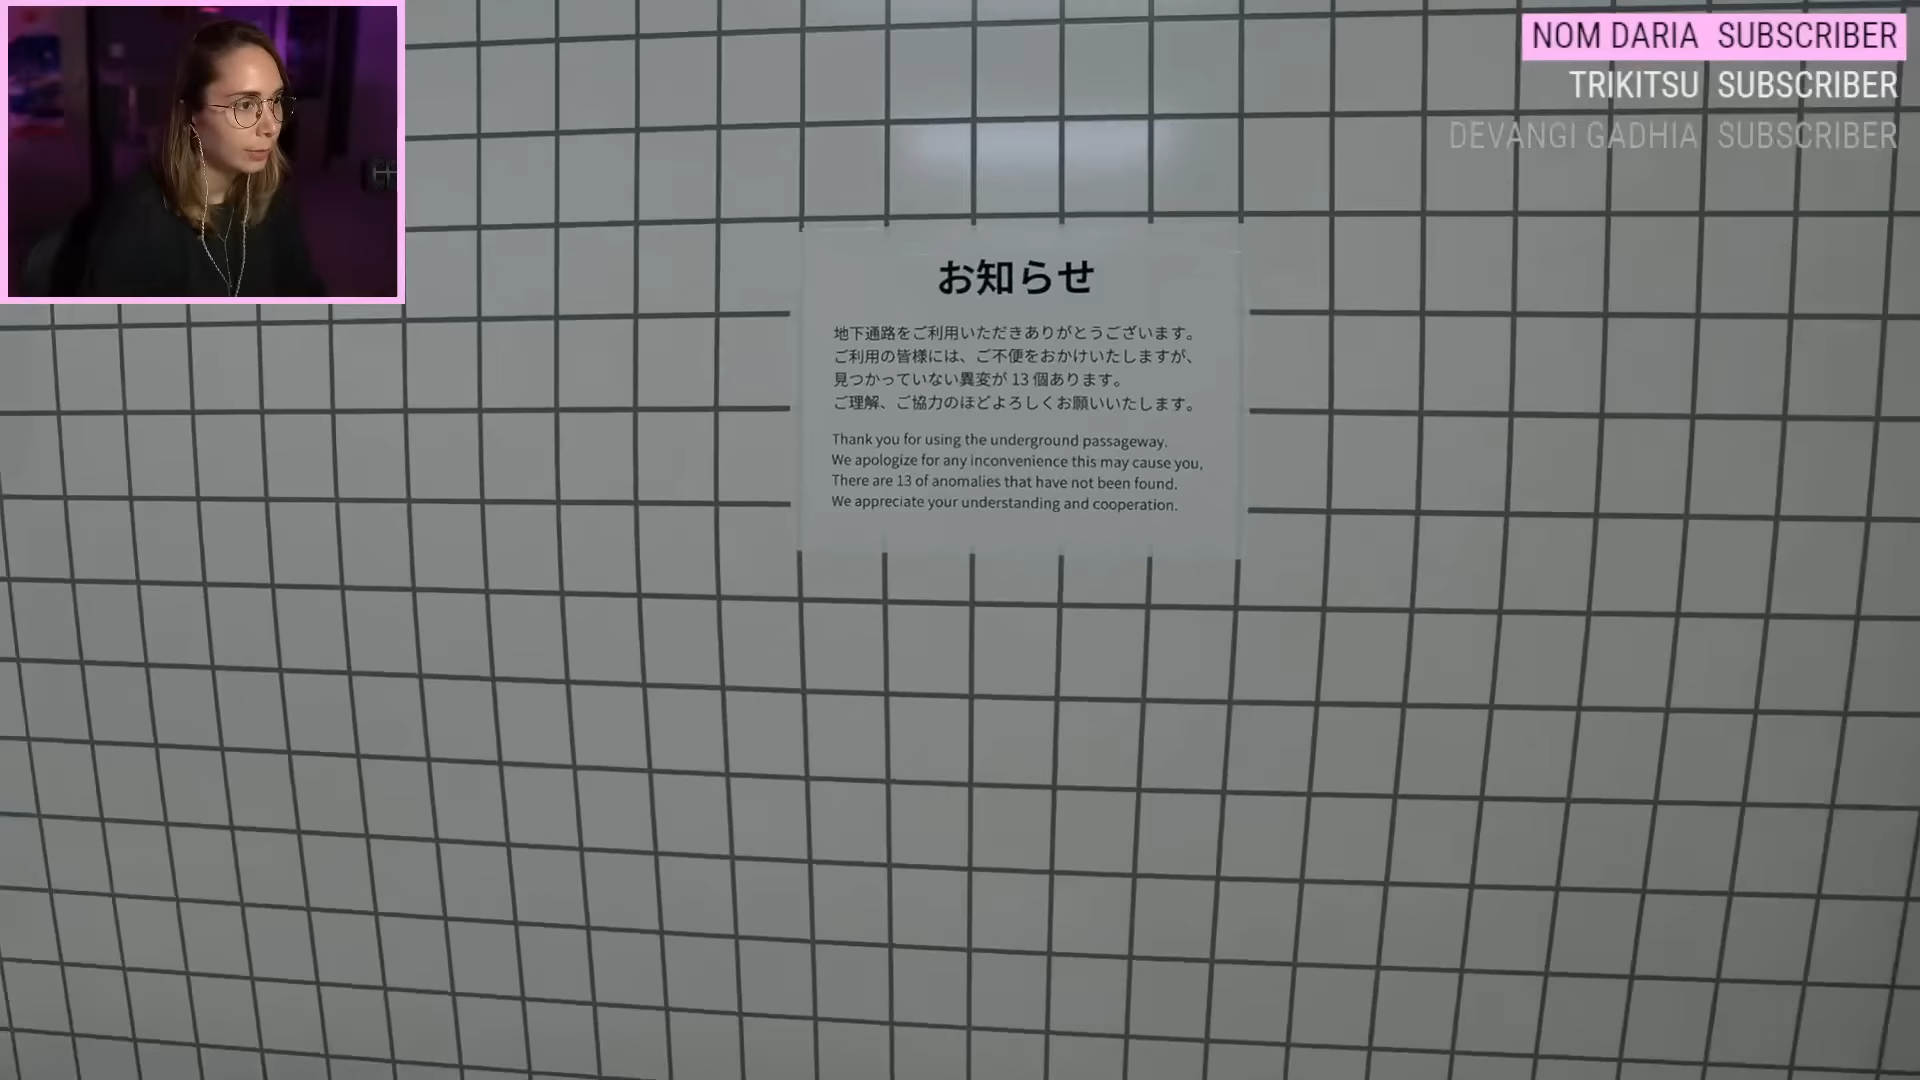 NOM DARIA SUBSCRIBER
TRIKITSU SUBSCRIBER
DEVANGI GADHIA SUBSCRIBER
お知らせ
地下通路をご利用いただきありがとうございます。
ご利用の皆様には、ご不便をおかけいたしますが、
見つかっていない異変が 13 個あります。
ご理解、ご協力のほどよろしくお願いいたします。
Thank you for using the underground passageway.
We apologize for any inconvenience this may cause you,
There are 13 of anomalies that have not been found.
We appreciate your understanding and cooperation.